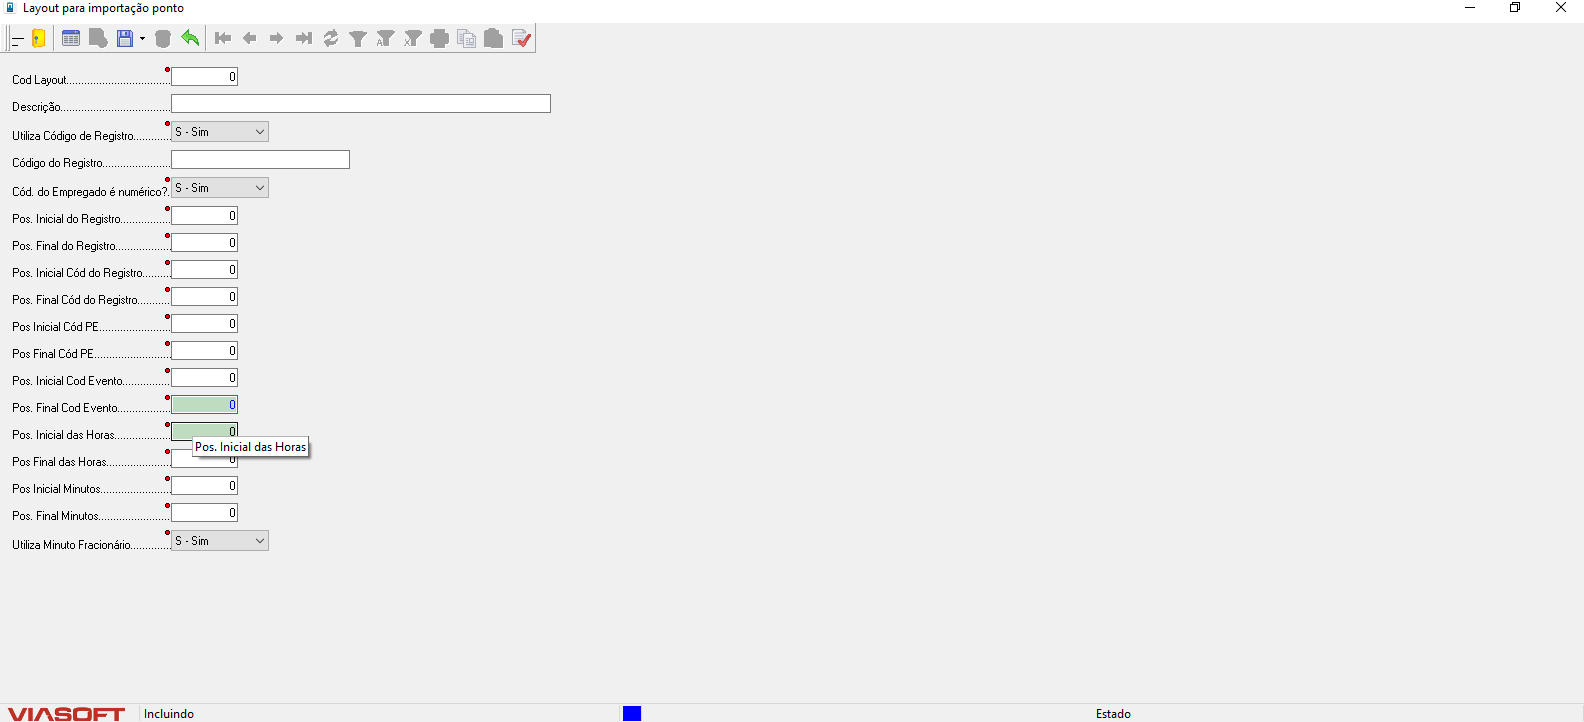 Layout para importação ponto
Cod Layout 0
Descrição
Utiliza Código de Registro S - Sim
Código do Registro
Cód. do Empregado é numérico? S - Sim
Pos. Inicial do Registro 0
Pos. Final do Registro 0
Pos. Inicial Cód do Registro 0
Pos. Final Cód do Registro 0
Pos Inicial Cód PE 0
Pos Final Cód PE 0
Pos. Inicial Cod Evento 0
Pos. Final Cod Evento 0
Pos. Inicial das Horas 0
Pos. Inicial das Horas
Pos Final das Horas 0
Pos Inicial Minutos 0
Pos. Final Minutos 0
Utiliza Minuto Fracionário S - Sim
VIASOFT Incluindo Estado